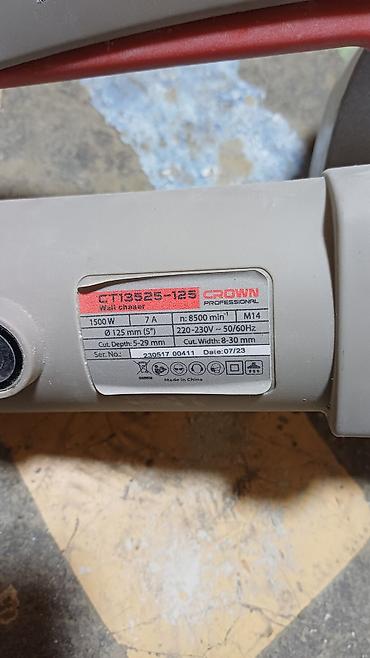 CT13525-125 CROWN
Wall chaser PROFESSIONAL
1500 W 7 A n: 8500 min⁻¹ M14
Ø 125 mm (5") 220-230V ~ 50/60Hz
Cut. Depth: 5-29 mm Cut. Width: 8-30 mm
Ser. No.: 230517 00411 Date: 07/23
Made in China